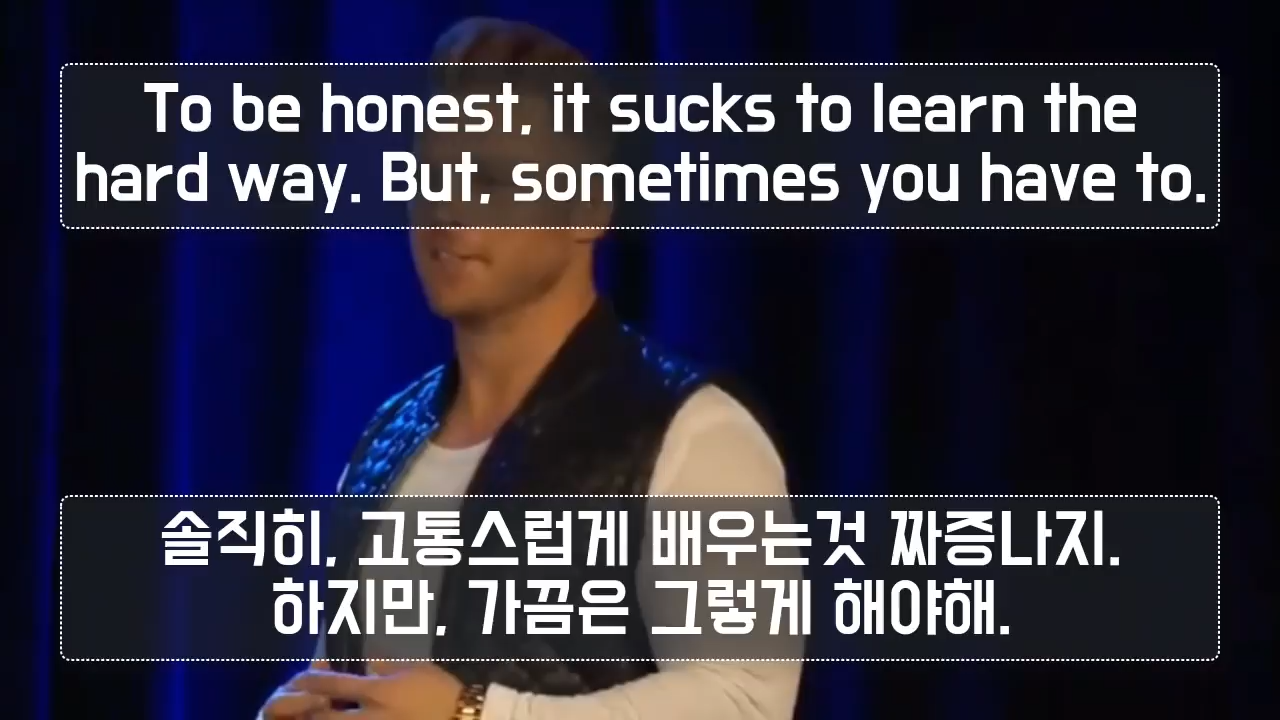 To be honest, it sucks to learn the
hard way. But, sometimes you have to.
솔직히, 고통스럽게 배우는것 짜증나지.
하지만, 가끔은 그렇게 해야해.